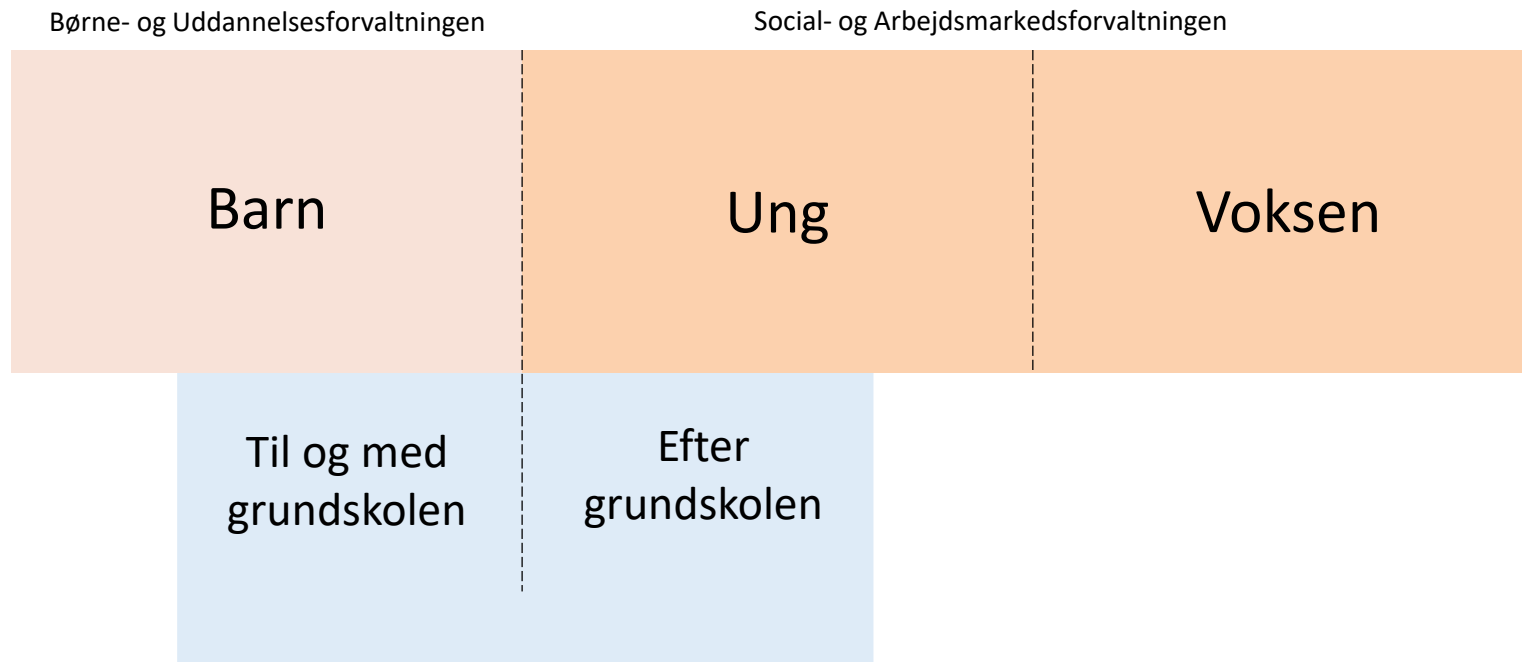 Børne- og Uddannelsesforvaltningen
Social- og Arbejdsmarkedsforvaltningen
Barn
Ung
Voksen
Til og med
grundskolen
Efter
grundskolen